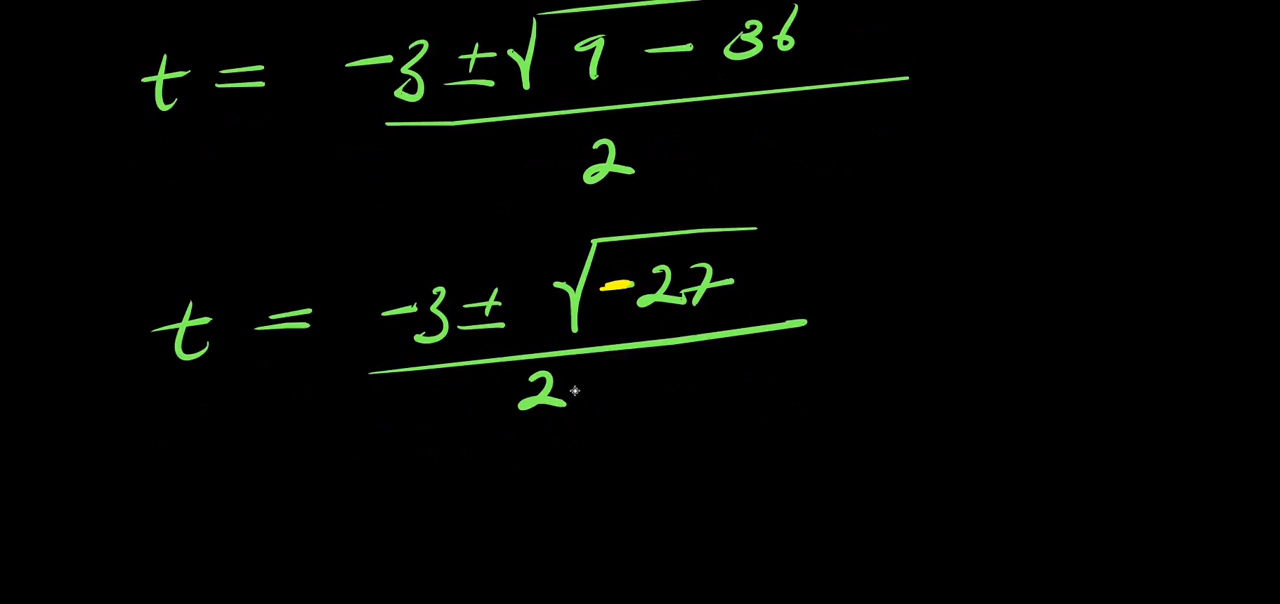 t = (-3 ± √(9 - 36)) / 2
t = (-3 ± √(-27)) / 2